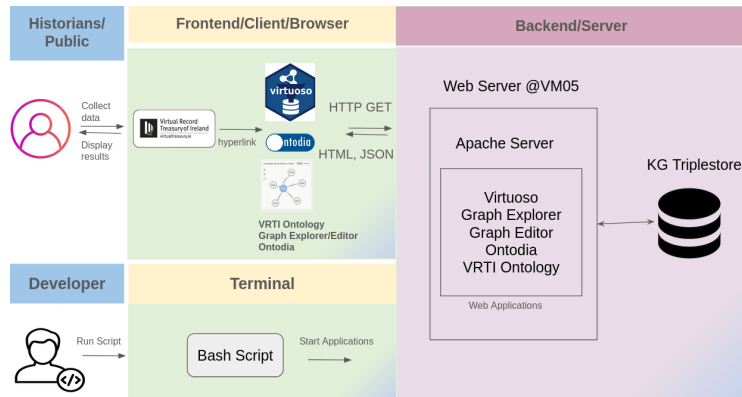 Historians/
Public
Frontend/Client/Browser
Backend/Server
Collect
data
Display
results
Virtual Record
Treasury of Ireland
virtualtreasury.ie
hyperlink
virtuoso
ntodia
HTTP GET
HTML, JSON
VRTI Ontology
Graph Explorer/Editor
Ontodia
Web Server @VM05
Apache Server
Virtuoso
Graph Explorer
Graph Editor
Ontodia
VRTI Ontology
Web Applications
KG Triplestore
Developer
Terminal
Run Script
Bash Script
Start Applications